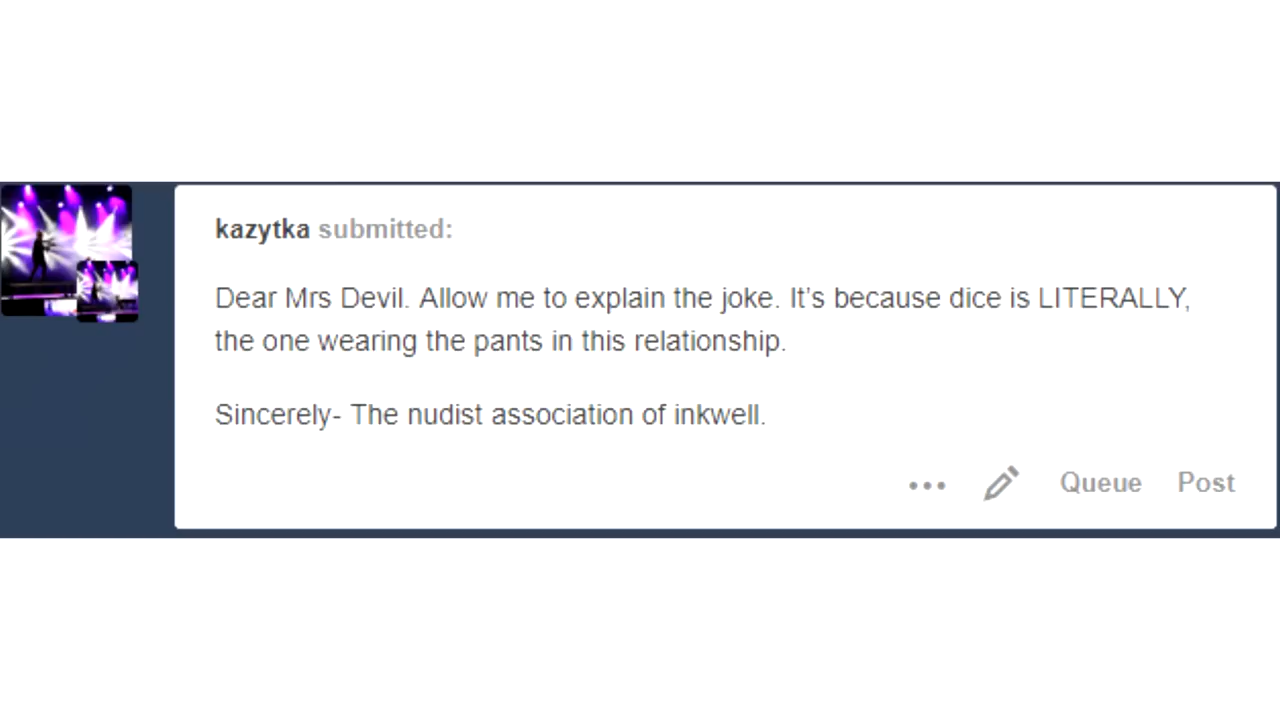 kazytka submitted:
Dear Mrs Devil. Allow me to explain the joke. It’s because dice is LITERALLY,
the one wearing the pants in this relationship.
Sincerely- The nudist association of inkwell.
Queue Post